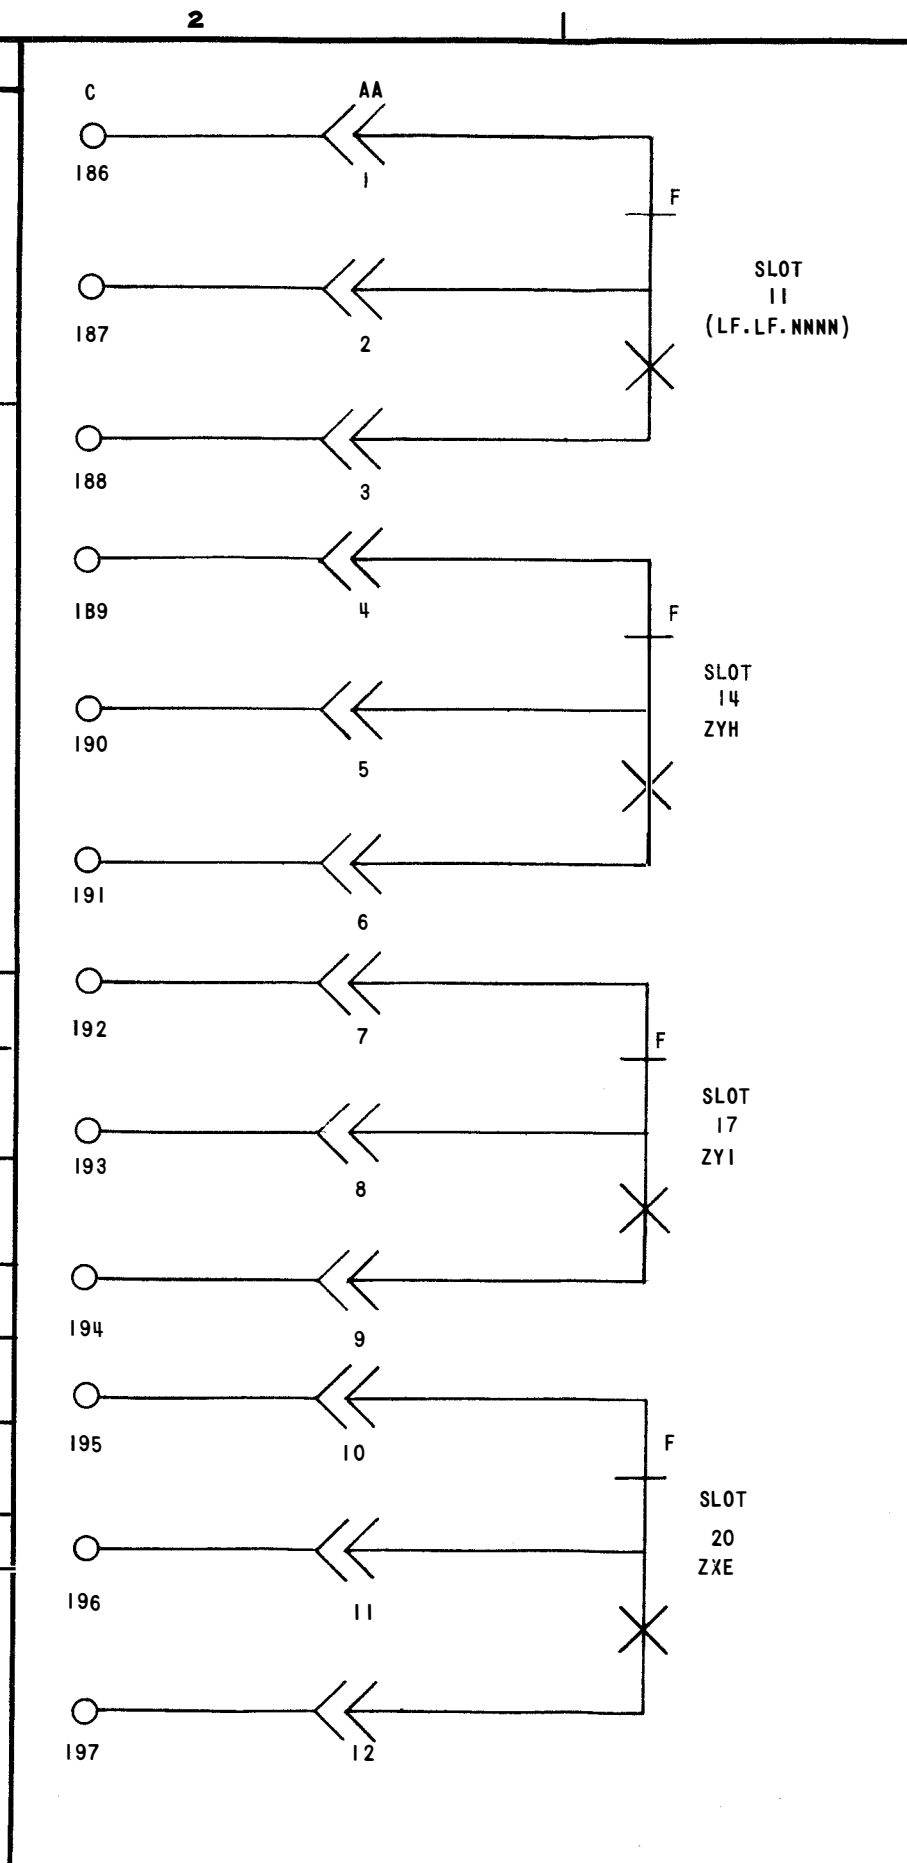 2
C AA
186 1
F
SLOT
11
(LF.LF.NNNN)
187 2
188 3
1B9 4
F
SLOT
14
ZYH
190 5
191 6
192 7
F
SLOT
17
ZYI
193 8
194 9
195 10
F
SLOT
20
ZXE
196 11
197 12